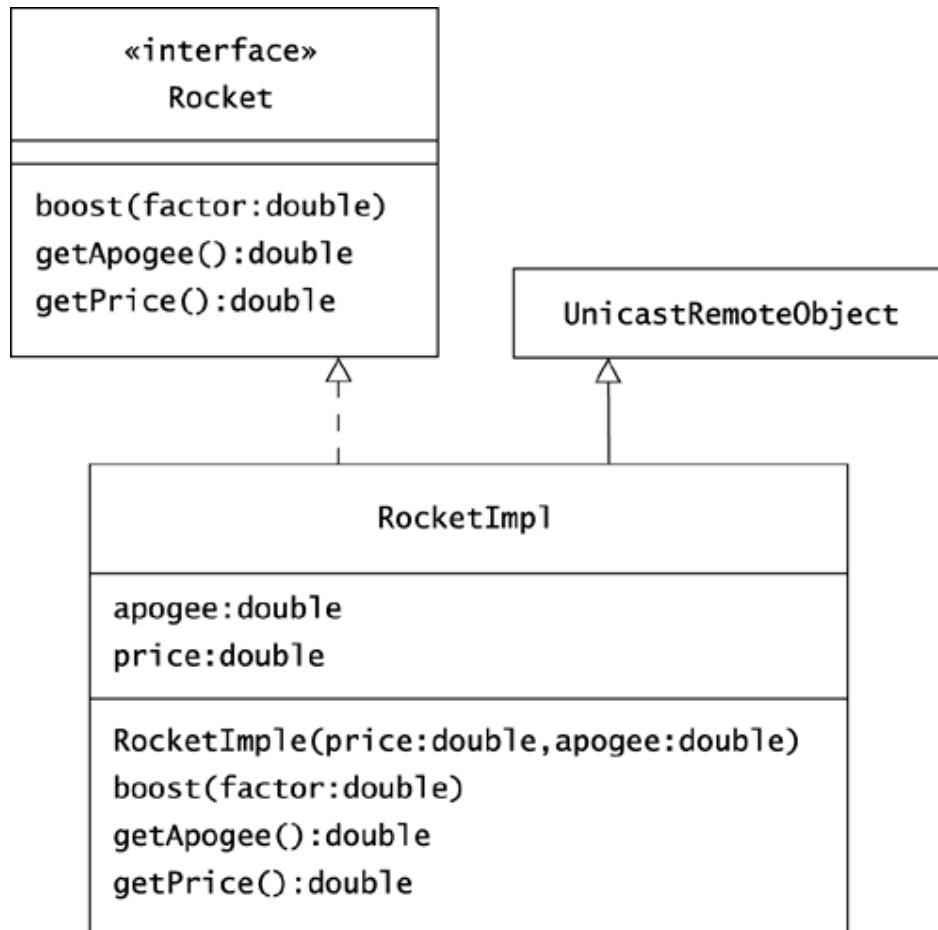 «interface»
Rocket
boost(factor:double)
getApogee():double
getPrice():double
UnicastRemoteObject
RocketImpl
apogee:double
price:double
RocketImple(price:double,apogee:double)
boost(factor:double)
getApogee():double
getPrice():double